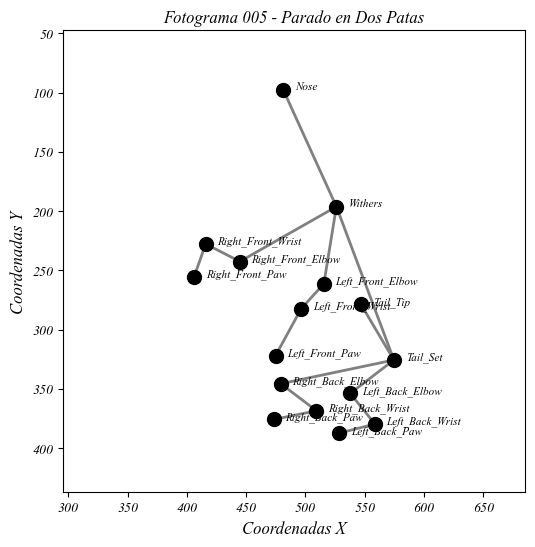 Fotograma 005 - Parado en Dos Patas
50
100
150
200
250
300
350
400
Coordenadas Y
Nose
Withers
Right_Front_Wrist
Right_Front_Elbow
Right_Front_Paw
Left_Front_Elbow
Left_Front_Wrist
Tail_Tip
Left_Front_Paw
Tail_Set
Right_Back_Elbow
Left_Back_Elbow
Right_Back_Wrist
Right_Back_Paw
Left_Back_Wrist
Left_Back_Paw
300 350 400 450 500 550 600 650
Coordenadas X